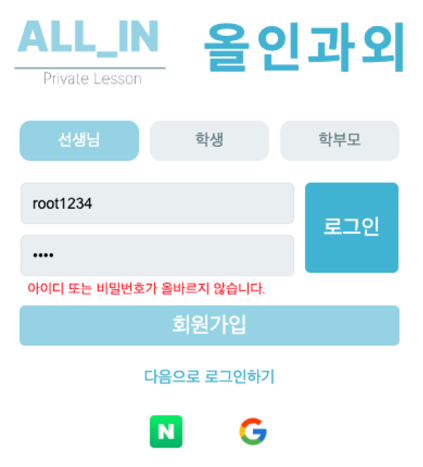 ALL_IN 올인과외
Private Lesson
선생님 학생 학부모
root1234
로그인
••••
아이디 또는 비밀번호가 올바르지 않습니다.
회원가입
다음으로 로그인하기
N G